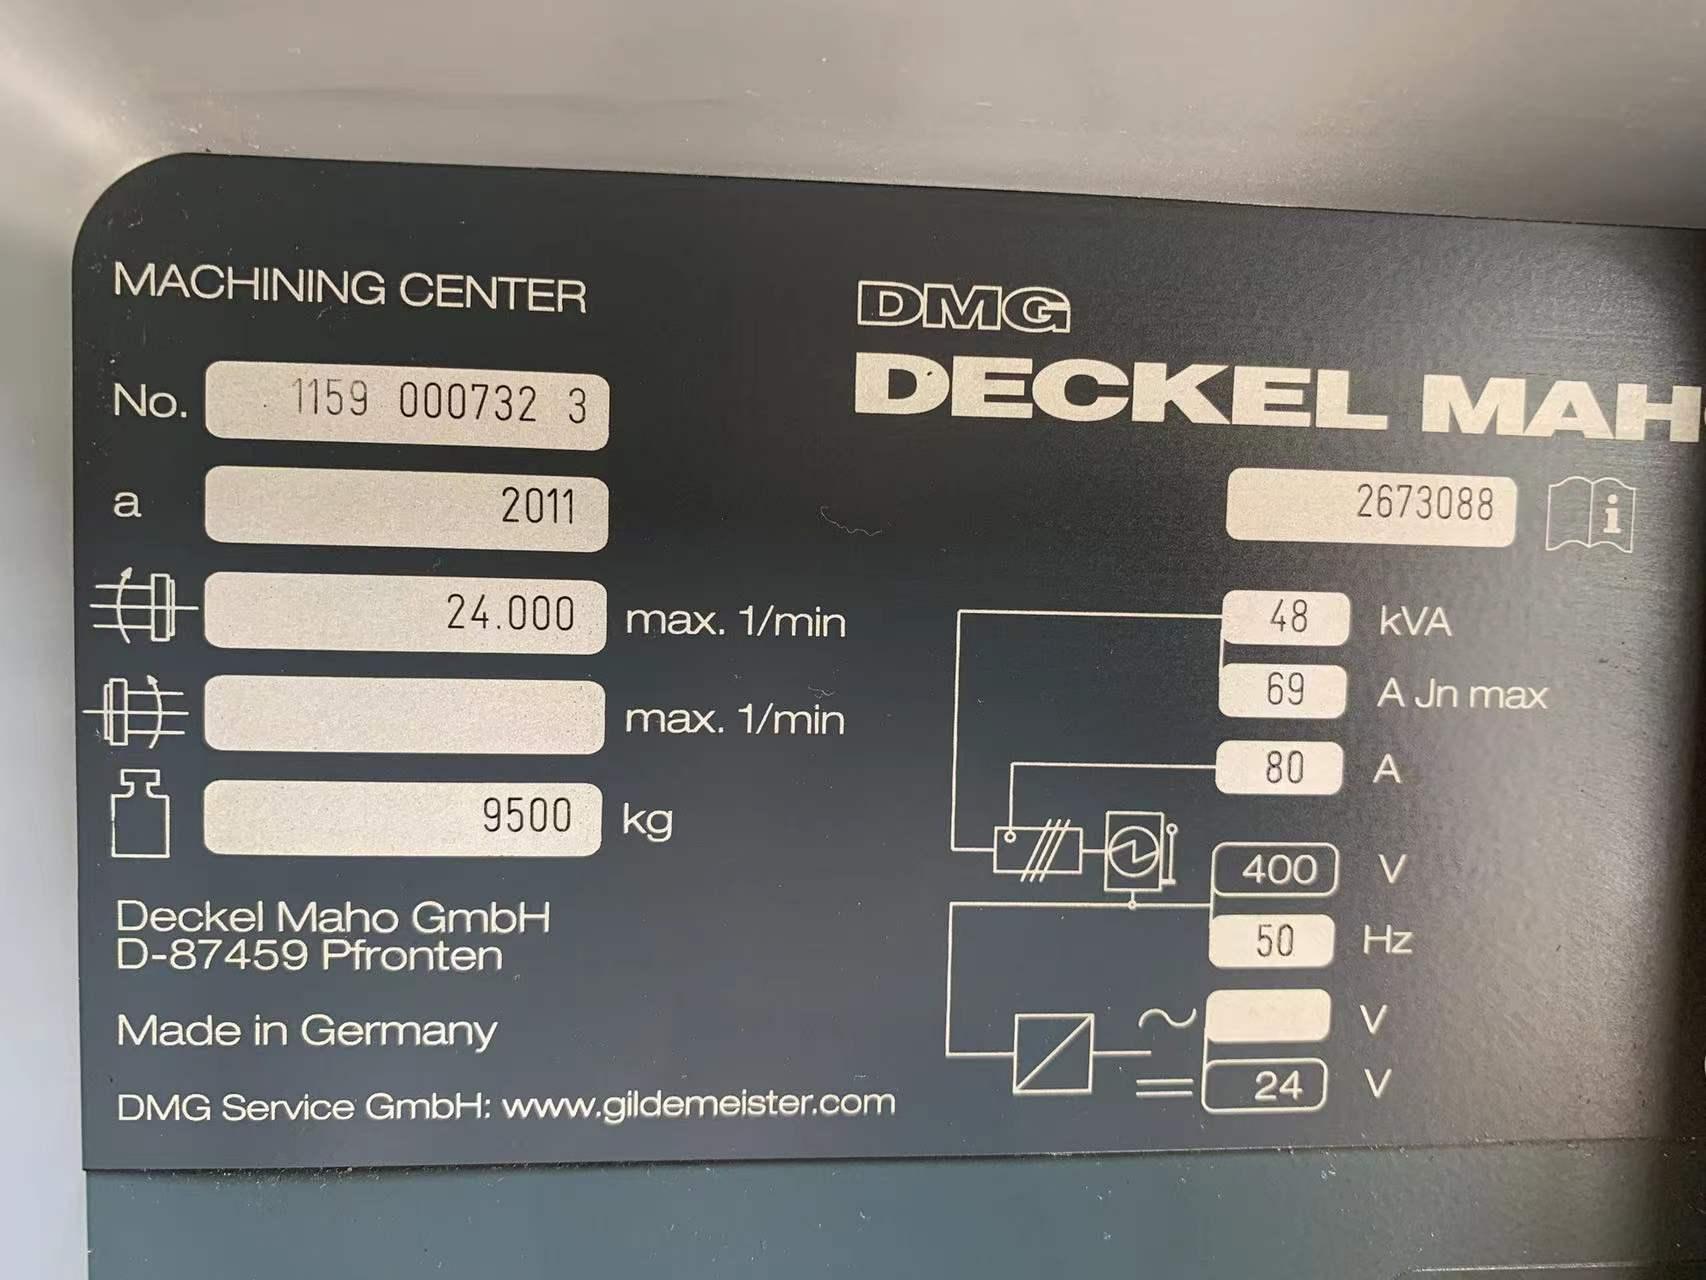 MACHINING CENTER
No. 1159 000732 3
a 2011
24.000 max. 1/min
max. 1/min
9500 kg
Deckel Maho GmbH
D-87459 Pfronten
Made in Germany
DMG Service GmbH: www.gildemeister.com
DMG
DECKEL MAH
2673088 i
48 kVA
69 A Jn max
80 A
400 V
50 Hz
~ V
= 24 V